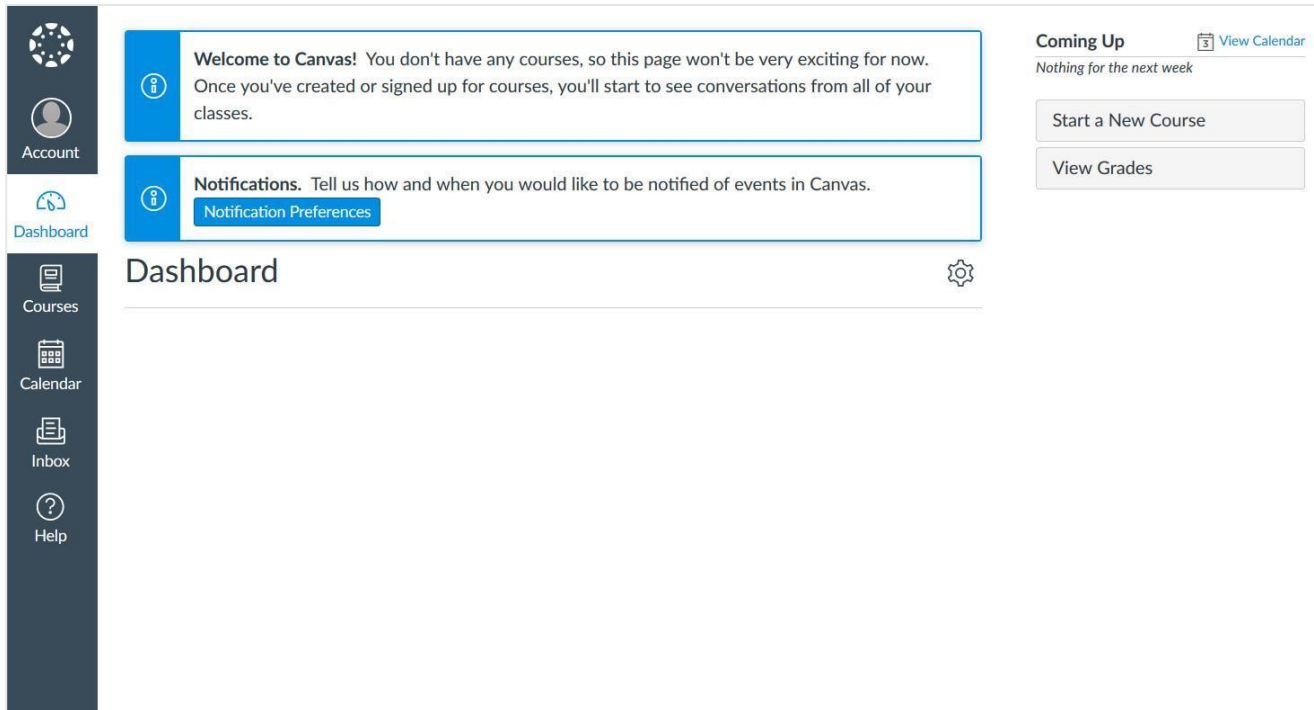 Account
Dashboard
Courses
Calendar
Inbox
Help
Welcome to Canvas! You don't have any courses, so this page won't be very exciting for now.
Once you've created or signed up for courses, you'll start to see conversations from all of your
classes.
Notifications. Tell us how and when you would like to be notified of events in Canvas.
Notification Preferences
Dashboard
Coming Up
3
View Calendar
Nothing for the next week
Start a New Course
View Grades